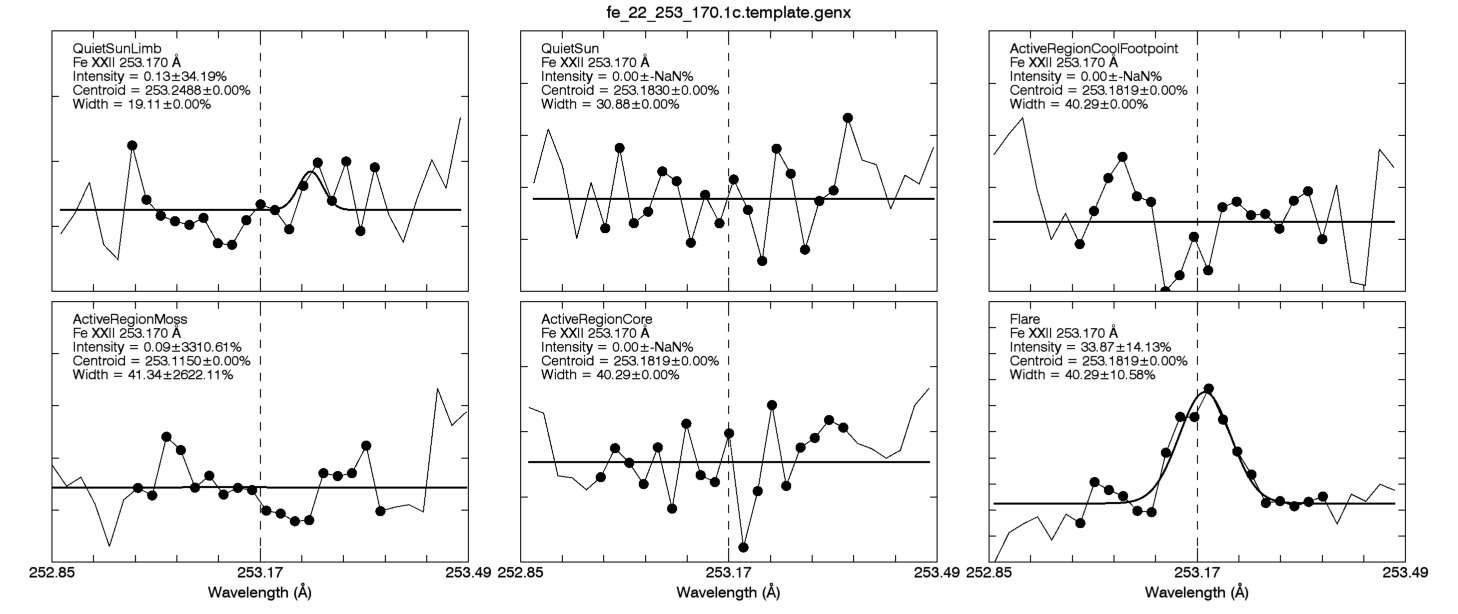 fe_22_253_170.1c.template.genx
QuietSunLimb
Fe XXII 253.170 Å
Intensity = 0.13±34.19%
Centroid = 253.2488±0.00%
Width = 19.11±0.00%
QuietSun
Fe XXII 253.170 Å
Intensity = 0.00±-NaN%
Centroid = 253.1830±0.00%
Width = 30.88±0.00%
ActiveRegionCoolFootpoint
Fe XXII 253.170 Å
Intensity = 0.00±-NaN%
Centroid = 253.1819±0.00%
Width = 40.29±0.00%
ActiveRegionMoss
Fe XXII 253.170 Å
Intensity = 0.09±3310.61%
Centroid = 253.1150±0.00%
Width = 41.34±2622.11%
ActiveRegionCore
Fe XXII 253.170 Å
Intensity = 0.00±-NaN%
Centroid = 253.1819±0.00%
Width = 40.29±0.00%
Flare
Fe XXII 253.170 Å
Intensity = 33.87±14.13%
Centroid = 253.1819±0.00%
Width = 40.29±10.58%
252.85 253.17 253.49 252.85 253.17 253.49 252.85 253.17 253.49
Wavelength (Å) Wavelength (Å) Wavelength (Å)